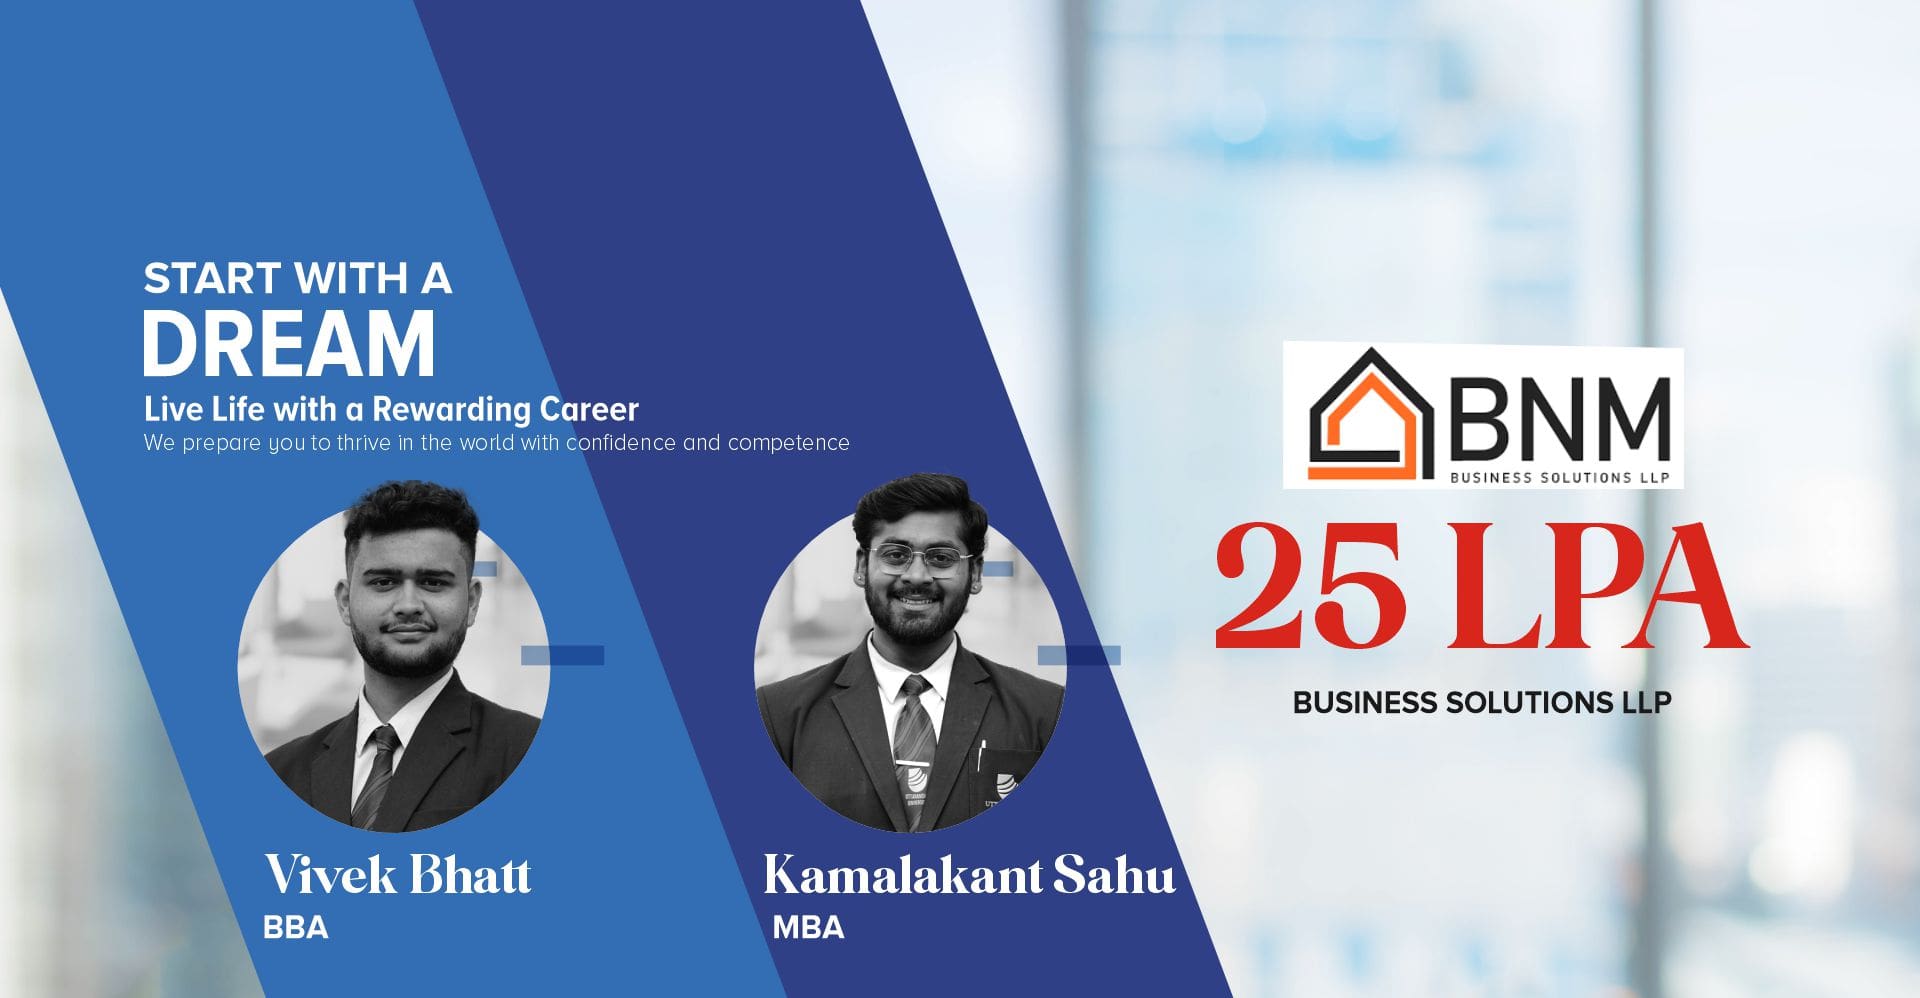 START WITH A
DREAM
Live Life with a Rewarding Career
We prepare you to thrive in the world with confidence and competence
Vivek Bhatt
BBA
Kamalakant Sahu
MBA
BNM
BUSINESS SOLUTIONS LLP
25 LPA
BUSINESS SOLUTIONS LLP